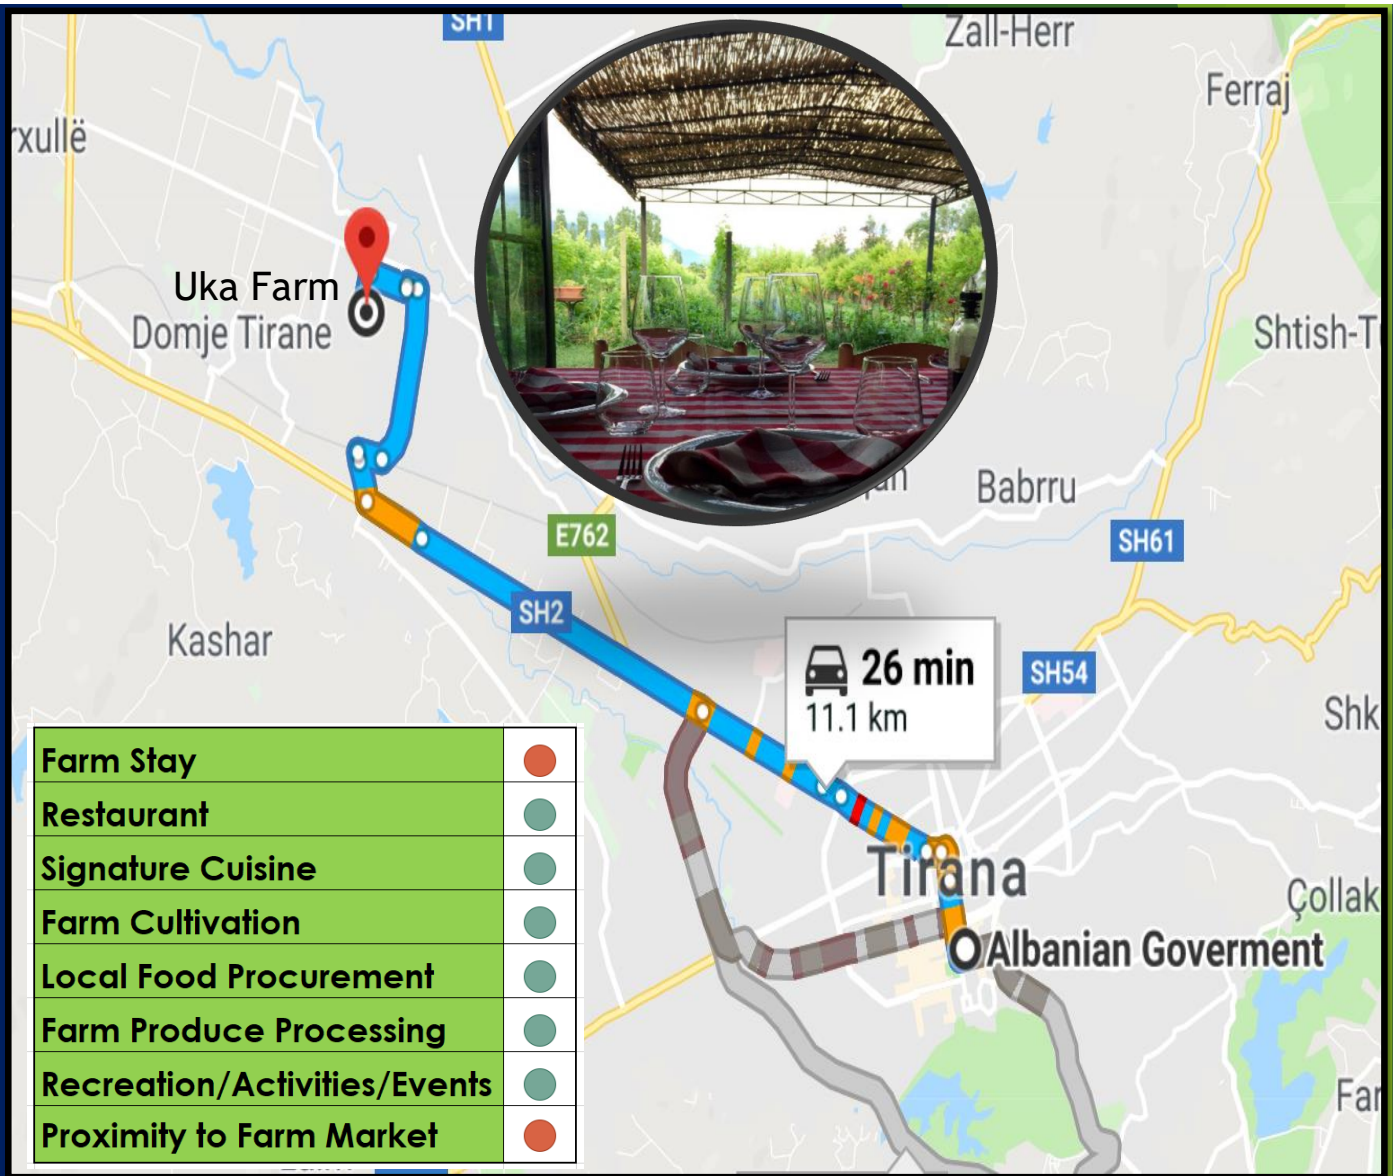 SH1
Zall-Herr
Ferraj
rxullë
Uka Farm
Domje Tirane
Shtish-T
Babrru
E762
SH61
SH2
Kashar
26 min
11.1 km
SH54
Shk
Farm Stay
Restaurant
Signature Cuisine
Farm Cultivation
Local Food Procurement
Farm Produce Processing
Recreation/Activities/Events
Proximity to Farm Market
Tirana
Çollak
Albanian Goverment
Far